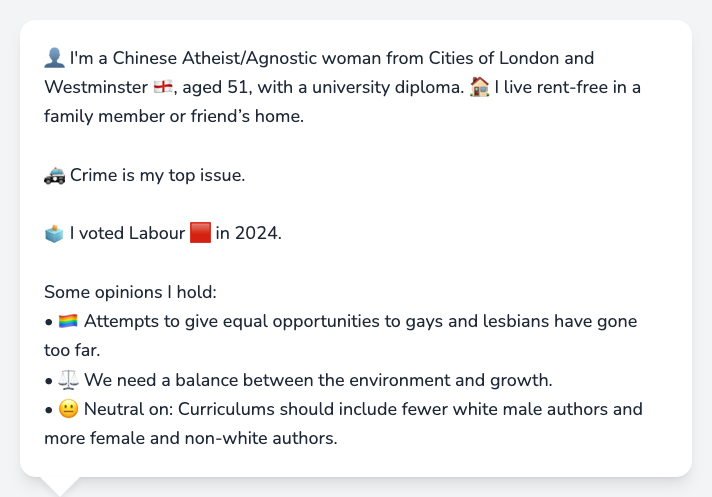 👤 I'm a Chinese Atheist/Agnostic woman from Cities of London and
Westminster 🏴󠁧󠁢󠁥󠁮󠁧󠁿, aged 51, with a university diploma. 🏠 I live rent-free in a
family member or friend’s home.
🚓 Crime is my top issue.
🗳️ I voted Labour 🟥 in 2024.
Some opinions I hold:
• 🏳️‍🌈 Attempts to give equal opportunities to gays and lesbians have gone
too far.
• ⚖️ We need a balance between the environment and growth.
• 😐 Neutral on: Curriculums should include fewer white male authors and
more female and non-white authors.